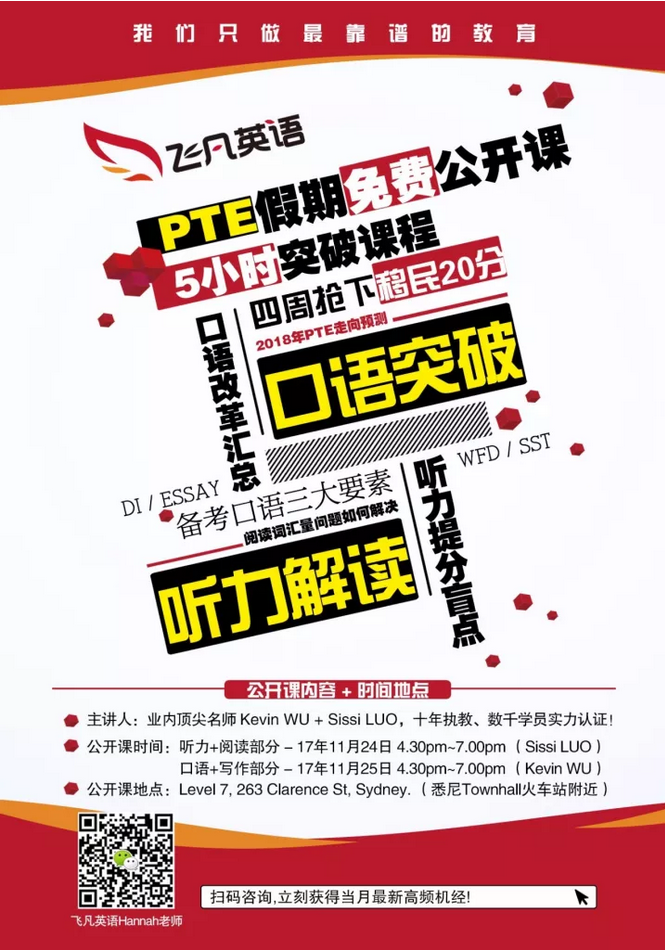 我们只做最靠谱的教育
飞凡英语
PTE假期免费公开课
5小时突破课程
四周抢下移民20分
2018年PTE走向预测
口语突破
口语改革汇总
DI / ESSAY
WFD / SST
备考口语三大要素
阅读词汇量问题如何解决
听力解读
听力提分盲点
公开课内容 + 时间地点
主讲人：业内顶尖名师 Kevin WU + Sissi LUO，十年执教、数千学员实力认证！
公开课时间：听力+阅读部分 – 17年11月24日 4.30pm~7.00pm （ Sissi LUO ）
口语+写作部分 – 17年11月25日 4.30pm~7.00pm （ Kevin WU ）
公开课地点：Level 7, 263 Clarence St, Sydney. （ 悉尼Townhall火车站附近 ）
扫码咨询,立刻获得当月最新高频机经!
飞凡英语Hannah老师